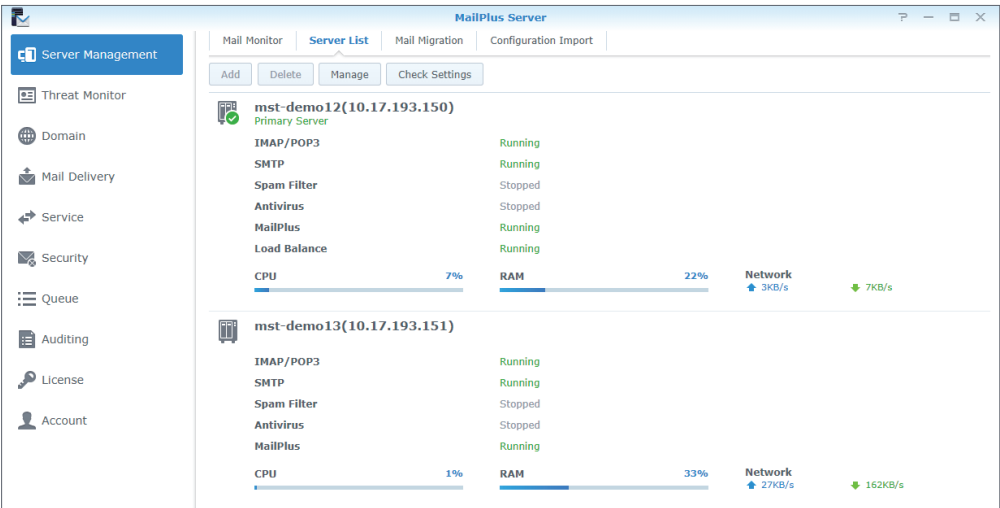 MailPlus Server
Server Management
Threat Monitor
Domain
Mail Delivery
Service
Security
Queue
Auditing
License
Account
Mail Monitor Server List Mail Migration Configuration Import
Add Delete Manage Check Settings
mst-demo12(10.17.193.150)
Primary Server
IMAP/POP3 Running
SMTP Running
Spam Filter Stopped
Antivirus Stopped
MailPlus Running
Load Balance Running
CPU 7% RAM 22% Network
3KB/s 7KB/s
mst-demo13(10.17.193.151)
IMAP/POP3 Running
SMTP Running
Spam Filter Stopped
Antivirus Stopped
MailPlus Running
CPU 1% RAM 33% Network
27KB/s 162KB/s